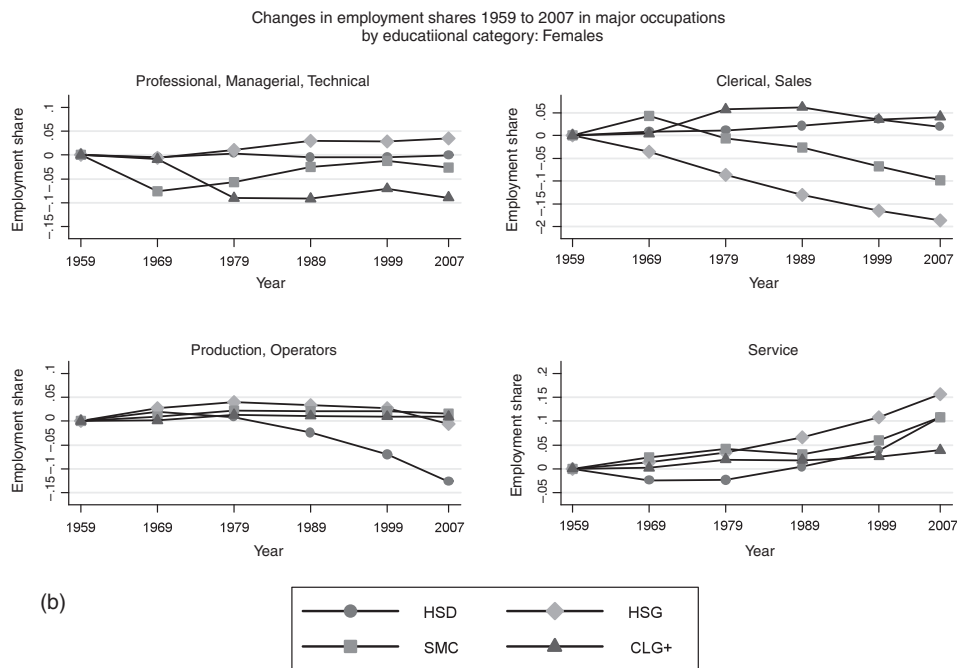 Changes in employment shares 1959 to 2007 in major occupations
by educatiional category: Females
Professional, Managerial, Technical
Employment share
–.15 –.1 –.05 0 .05 .1
1959 1969 1979 1989 1999 2007
Year
Clerical, Sales
Employment share
–2 –.15 –.1 –.05 0 .05
1959 1969 1979 1989 1999 2007
Year
Production, Operators
Employment share
–.15 –.1 –.05 0 .05 .1
1959 1969 1979 1989 1999 2007
Year
Service
Employment share
–.05 0 .05 .1 .15 .2
1959 1969 1979 1989 1999 2007
Year
(b)
HSD HSG
SMC CLG+